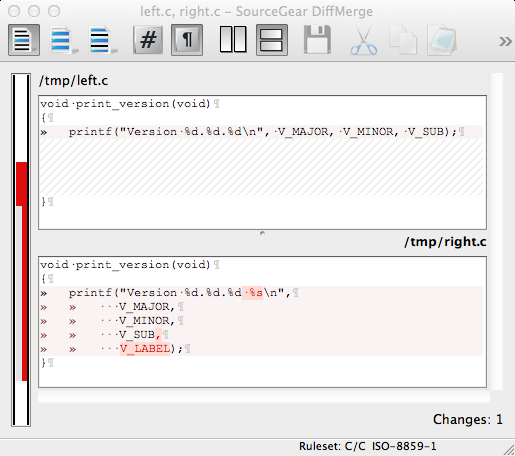 left.c, right.c - SourceGear DiffMerge
# ¶ »
/tmp/left.c
void·print_version(void)¶
{¶
» printf("Version·%d.%d.%d\n",·V_MAJOR,·V_MINOR,·V_SUB);¶
}¶
/tmp/right.c
void·print_version(void)¶
{¶
» printf("Version·%d.%d.%d·%s\n",¶
» » ···V_MAJOR,¶
» » ···V_MINOR,¶
» » ···V_SUB,¶
» » ···V_LABEL);¶
}¶
Changes: 1
Ruleset: C/C ISO-8859-1